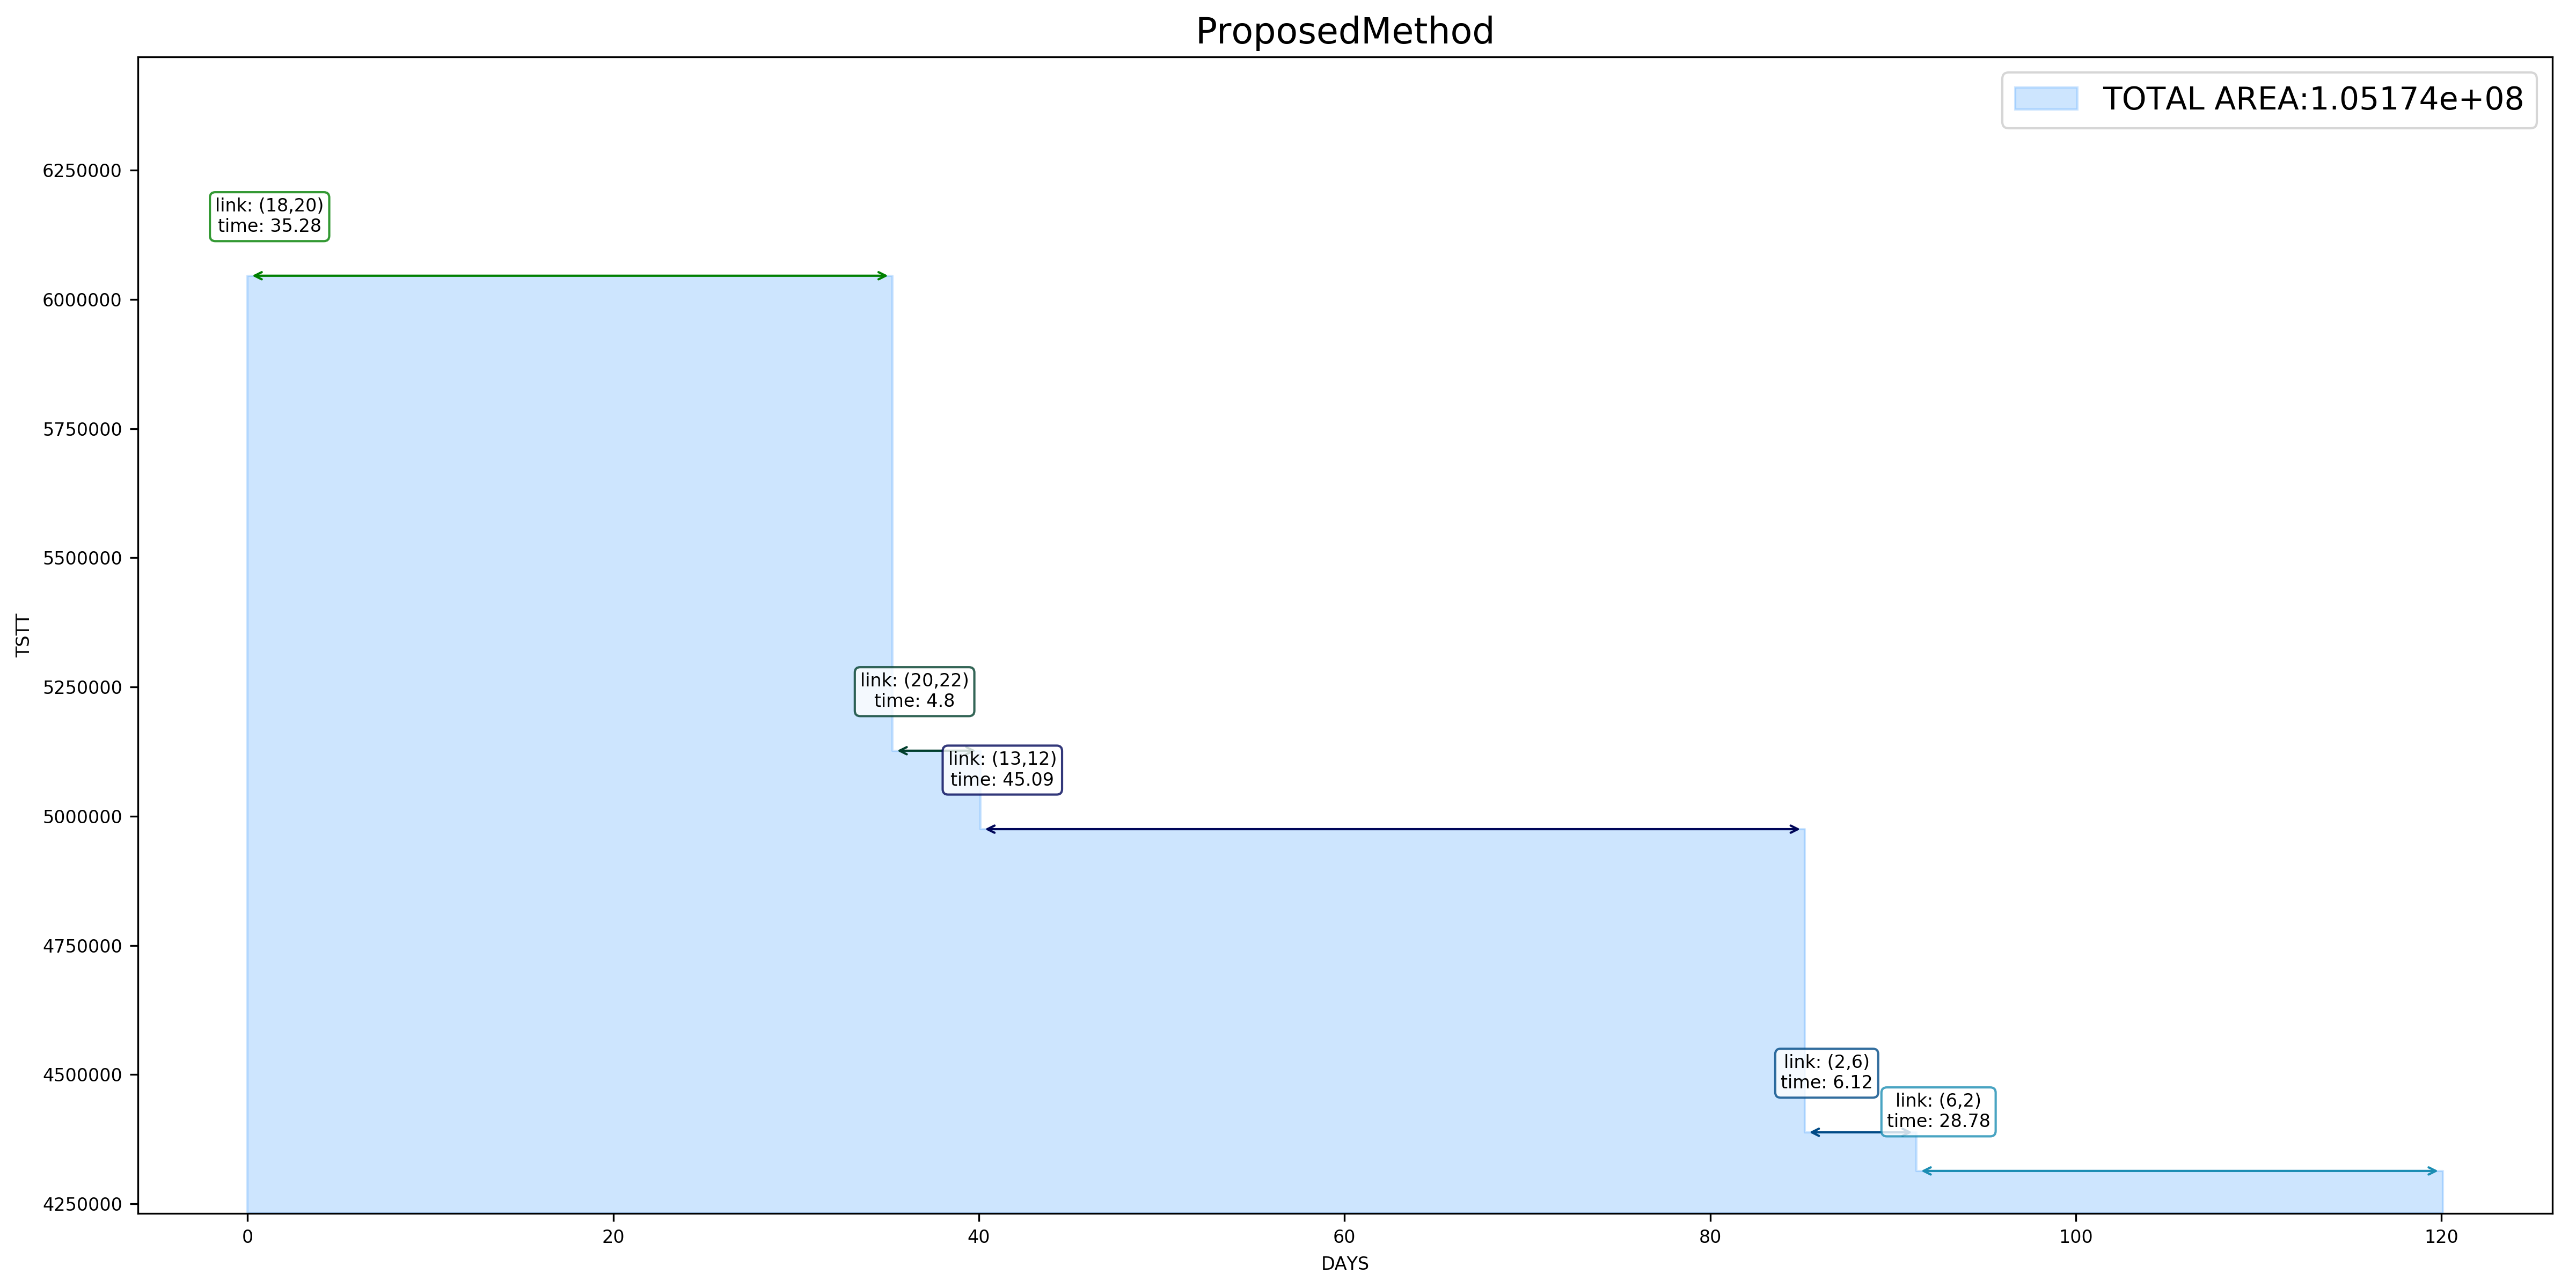 ProposedMethod
TOTAL AREA:1.05174e+08
6250000
6000000
5750000
5500000
5250000
5000000
4750000
4500000
4250000
TSTT
link: (18,20)
time: 35.28
link: (20,22)
time: 4.8
link: (13,12)
time: 45.09
link: (2,6)
time: 6.12
link: (6,2)
time: 28.78
0 20 40 60 80 100 120
DAYS